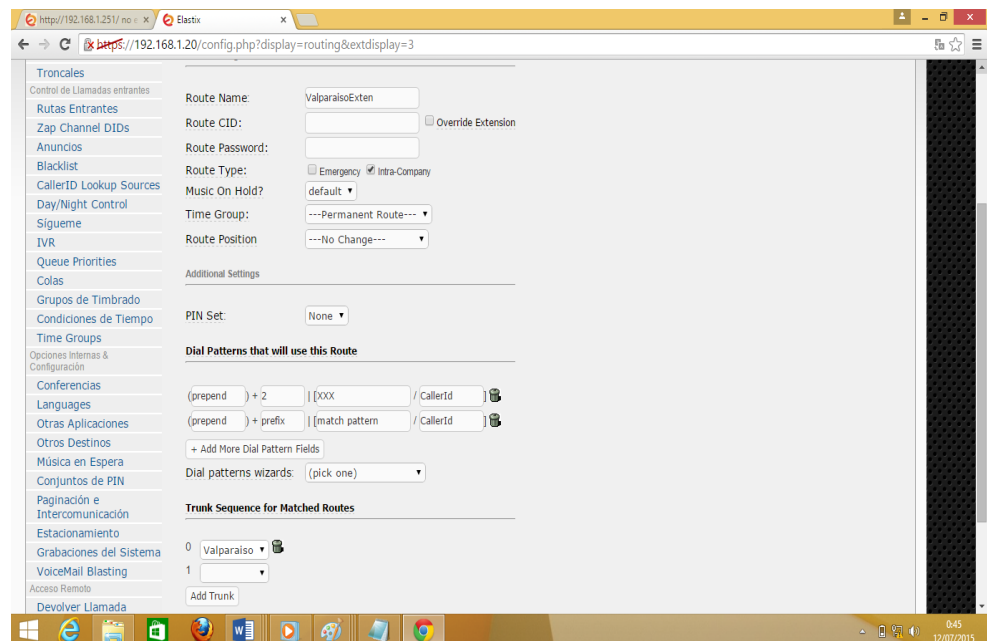 http://192.168.1.251/ no e
Elastix
https://192.168.1.20/config.php?display=routing&extdisplay=3
Troncales
Control de Llamadas entrantes
Rutas Entrantes
Zap Channel DIDs
Anuncios
Blacklist
CallerID Lookup Sources
Day/Night Control
Sígueme
IVR
Queue Priorities
Colas
Grupos de Timbrado
Condiciones de Tiempo
Time Groups
Opciones Internas &
Configuración
Conferencias
Languages
Otras Aplicaciones
Otros Destinos
Música en Espera
Conjuntos de PIN
Paginación e
Intercomunicación
Estacionamiento
Grabaciones del Sistema
VoiceMail Blasting
Acceso Remoto
Devolver Llamada
Route Name: ValparaisoExten
Route CID: Override Extension
Route Password:
Route Type: Emergency Intra-Company
Music On Hold? default
Time Group: ---Permanent Route---
Route Position ---No Change---
Additional Settings
PIN Set: None
Dial Patterns that will use this Route
(prepend ) + 2 | [XXX / CallerId ]
(prepend ) + prefix | [match pattern / CallerId ]
+ Add More Dial Pattern Fields
Dial patterns wizards: (pick one)
Trunk Sequence for Matched Routes
0 Valparaiso
1
Add Trunk
0:45
12/07/2015